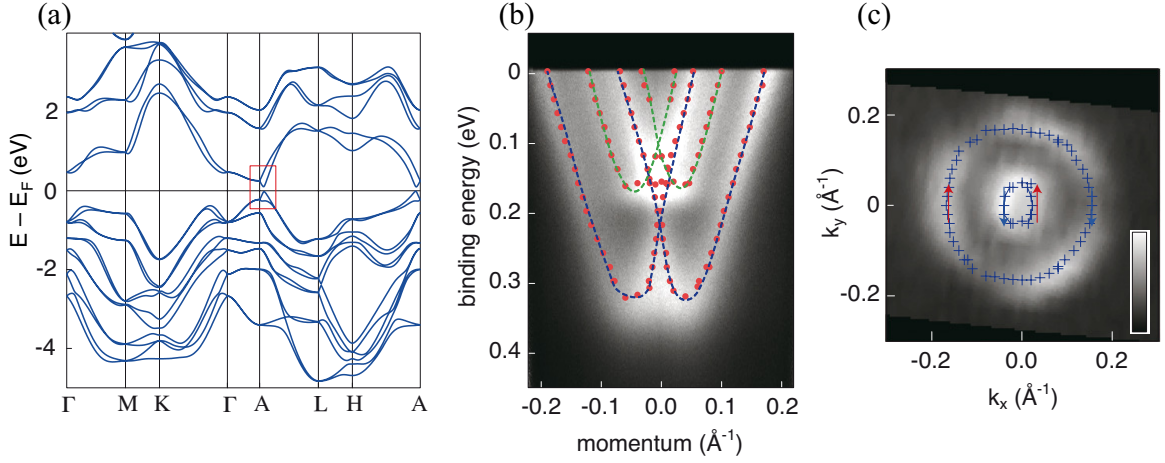 (a)
2
0
-2
-4
E – E_F (eV)
Γ M K Γ A L H A
(b)
0
0.1
0.2
0.3
0.4
binding energy (eV)
-0.2 -0.1 0.0 0.1 0.2
momentum (Å⁻¹)
(c)
0.2
0
-0.2
k_y (Å⁻¹)
-0.2 0.0 0.2
k_x (Å⁻¹)